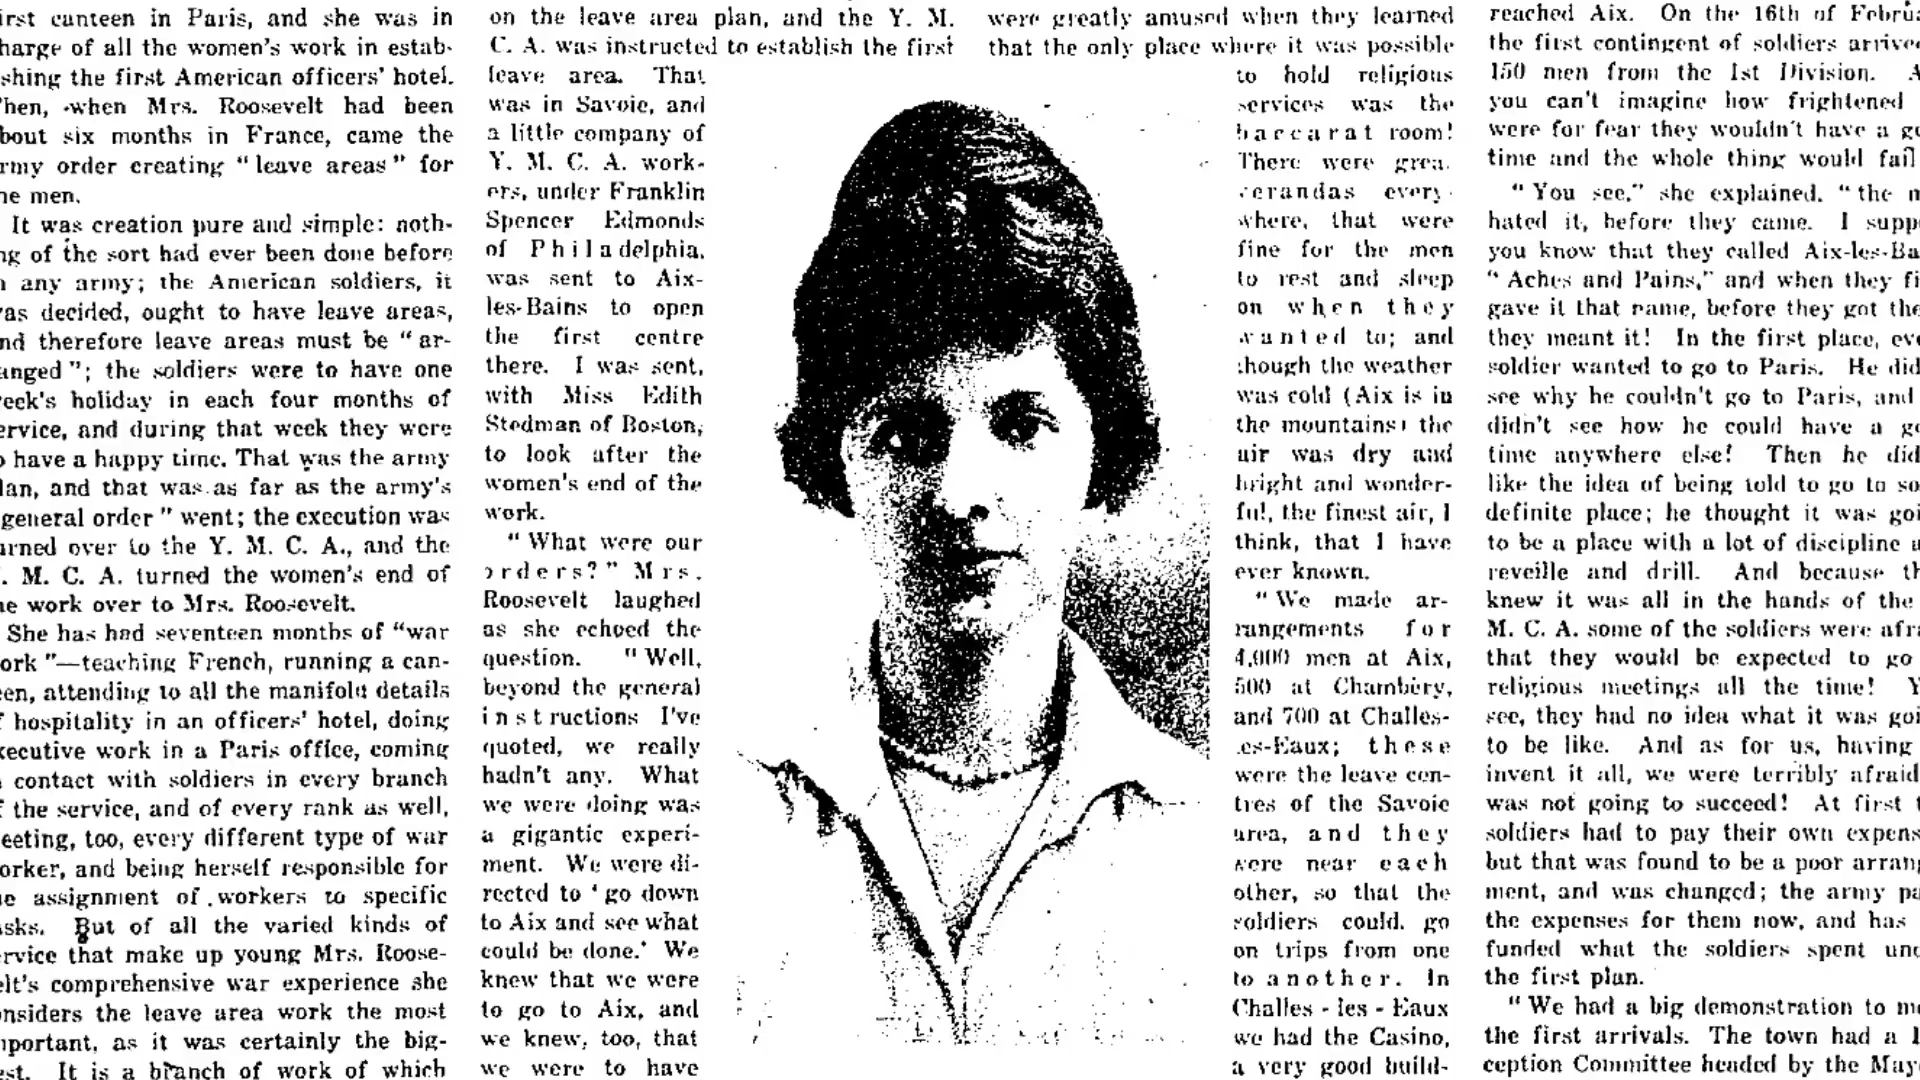 first canteen in Paris, and she was in
harge of all the women's work in estab-
shing the first American officers' hotel.
hen, when Mrs. Roosevelt had been
bout six months in France, came the
rmy order creating "leave areas" for
he men.
It was creation pure and simple: noth-
ng of the sort had ever been done before
n any army; the American soldiers, it
was decided, ought to have leave areas,
nd therefore leave areas must be "ar-
anged"; the soldiers were to have one
eek's holiday in each four months of
ervice, and during that week they were
o have a happy time. That was the army
lan, and that was as far as the army's
general order" went; the execution was
urned over to the Y. M. C. A., and the
. M. C. A. turned the women's end of
he work over to Mrs. Roosevelt.
She has had seventeen months of "war
ork"—teaching French, running a can-
een, attending to all the manifold details
f hospitality in an officers' hotel, doing
xecutive work in a Paris office, coming
contact with soldiers in every branch
f the service, and of every rank as well,
eeting, too, every different type of war
orker, and being herself responsible for
he assignment of workers to specific
sks. But of all the varied kinds of
ervice that make up young Mrs. Roose-
elt's comprehensive war experience she
onsiders the leave area work the most
mportant, as it was certainly the big-
est. It is a branch of work of which
on the leave area plan, and the Y. M.
C. A. was instructed to establish the first
leave area. That
was in Savoie, and
a little company of
Y. M. C. A. work-
ers, under Franklin
Spencer Edmonds
of Philadelphia,
was sent to Aix-
les-Bains to open
the first centre
there. I was sent,
with Miss Edith
Stedman of Boston,
to look after the
women's end of the
work.
"What were our
orders?" Mrs.
Roosevelt laughed
as she echoed the
question. "Well,
beyond the general
instructions I've
quoted, we really
hadn't any. What
we were doing was
a gigantic experi-
ment. We were di-
rected to 'go down
to Aix and see what
could be done.' We
knew that we were
to go to Aix, and
we knew, too, that
we were to have
were greatly amused when they learned
that the only place where it was possible
to hold religious
services was the
baccarat room!
There were great
verandas every-
where, that were
fine for the men
to rest and sleep
on when they
wanted to; and
though the weather
was cold (Aix is in
the mountains) the
air was dry and
bright and wonder-
ful, the finest air, I
think, that I have
ever known.
"We made ar-
rangements for
4,000 men at Aix,
500 at Chambéry,
and 700 at Challes-
les-Eaux; these
were the leave cen-
tres of the Savoie
area, and they
were near each
other, so that the
soldiers could go
on trips from one
to another. In
Challes-les-Eaux
we had the Casino,
a very good build-
reached Aix. On the 16th of Februa
the first contingent of soldiers arrive
150 men from the 1st Division. A
you can't imagine how frightened
were for fear they wouldn't have a go
time and the whole thing would fail
"You see," she explained, "the m
hated it, before they came. I supp
you know that they called Aix-les-Ba
"Aches and Pains," and when they fi
gave it that name, before they got the
they meant it! In the first place, eve
soldier wanted to go to Paris. He did
see why he couldn't go to Paris, and
didn't see how he could have a go
time anywhere else! Then he did
like the idea of being told to go to so
definite place; he thought it was goi
to be a place with a lot of discipline a
reveille and drill. And because th
knew it was all in the hands of the
M. C. A. some of the soldiers were afra
that they would be expected to go
religious meetings all the time! Y
see, they had no idea what it was goi
to be like. And as for us, having
invent it all, we were terribly afraid
was not going to succeed! At first t
soldiers had to pay their own expens
but that was found to be a poor arrang
ment, and was changed; the army pa
the expenses for them now, and has
funded what the soldiers spent und
the first plan.
"We had a big demonstration to me
the first arrivals. The town had a
ception Committee headed by the May